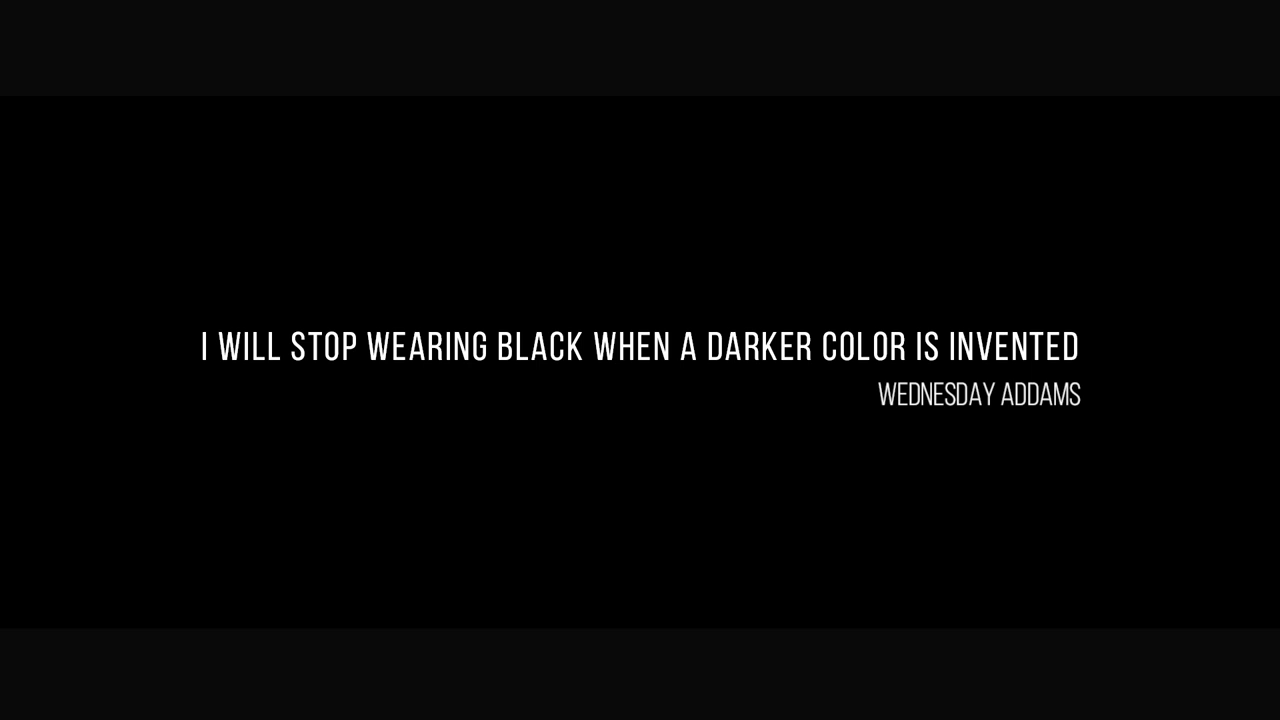 I WILL STOP WEARING BLACK WHEN A DARKER COLOR IS INVENTED
WEDNESDAY ADDAMS